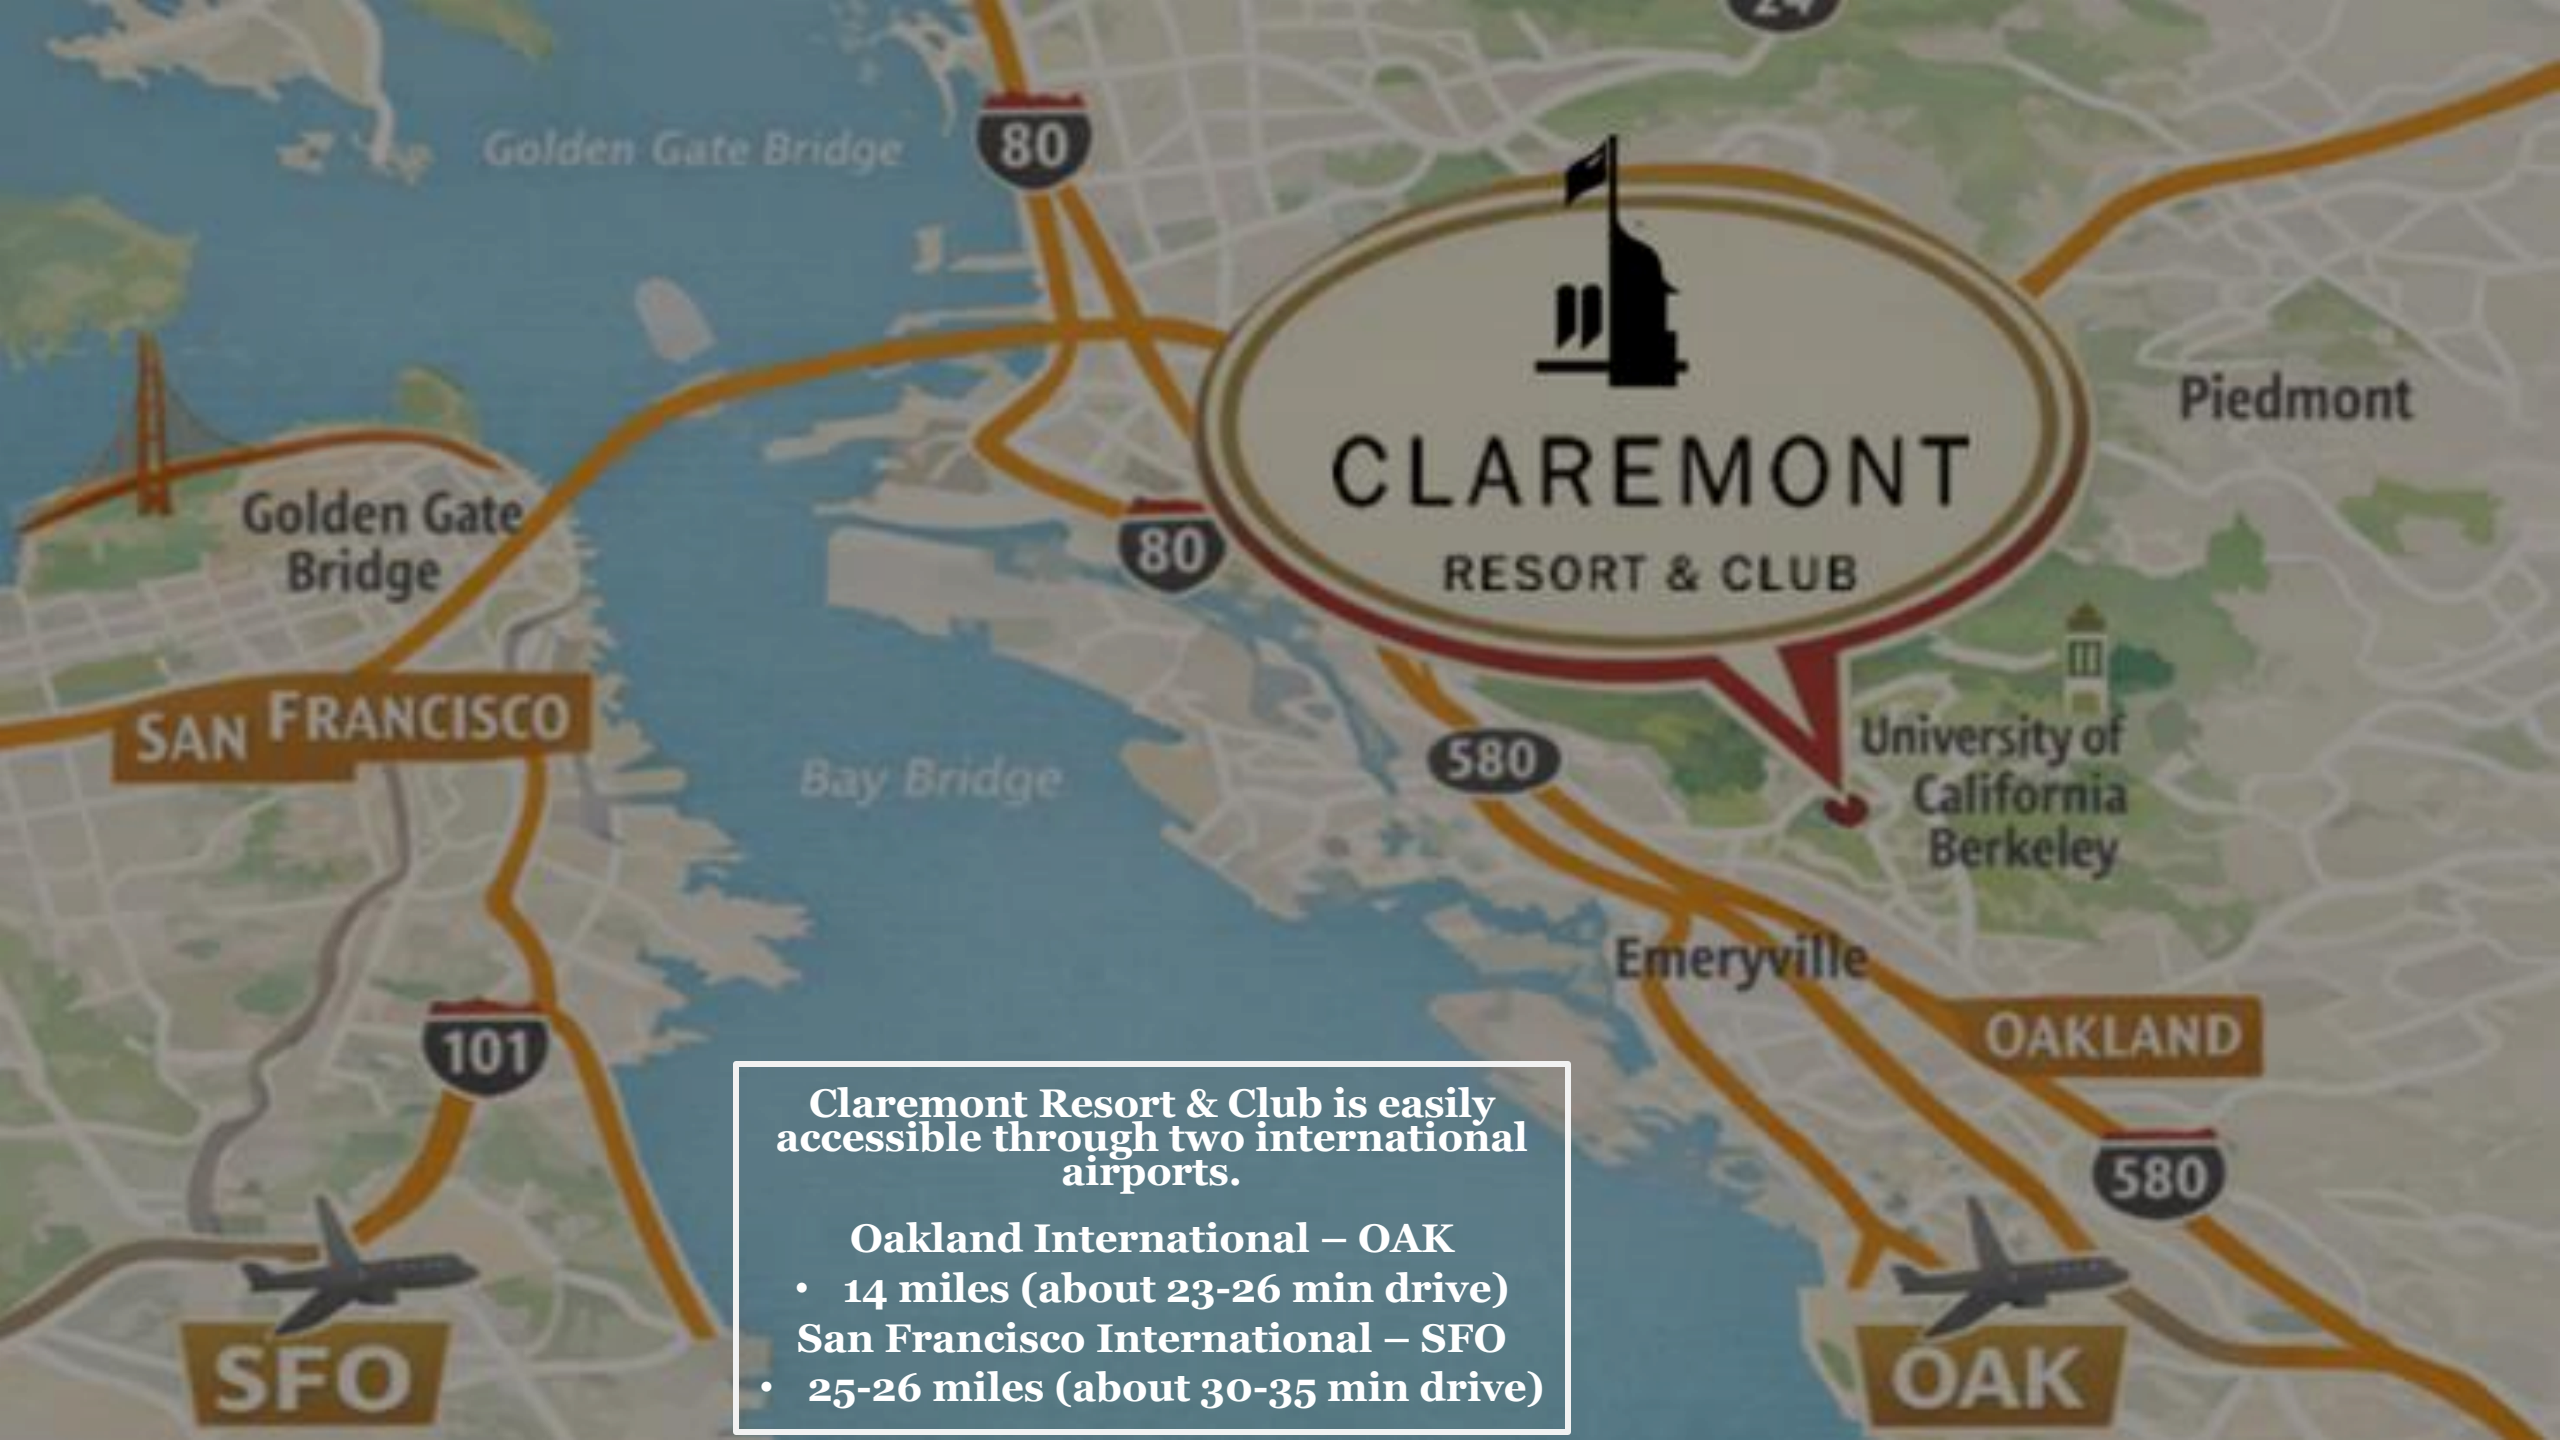 24
Golden Gate Bridge
80
Piedmont
CLAREMONT
RESORT & CLUB
Golden Gate
Bridge
80
SAN FRANCISCO
Bay Bridge
580
University of
California
Berkeley
Emeryville
OAKLAND
101
580
Claremont Resort & Club is easily
accessible through two international
airports.
Oakland International – OAK
• 14 miles (about 23-26 min drive)
San Francisco International – SFO
• 25-26 miles (about 30-35 min drive)
SFO
OAK